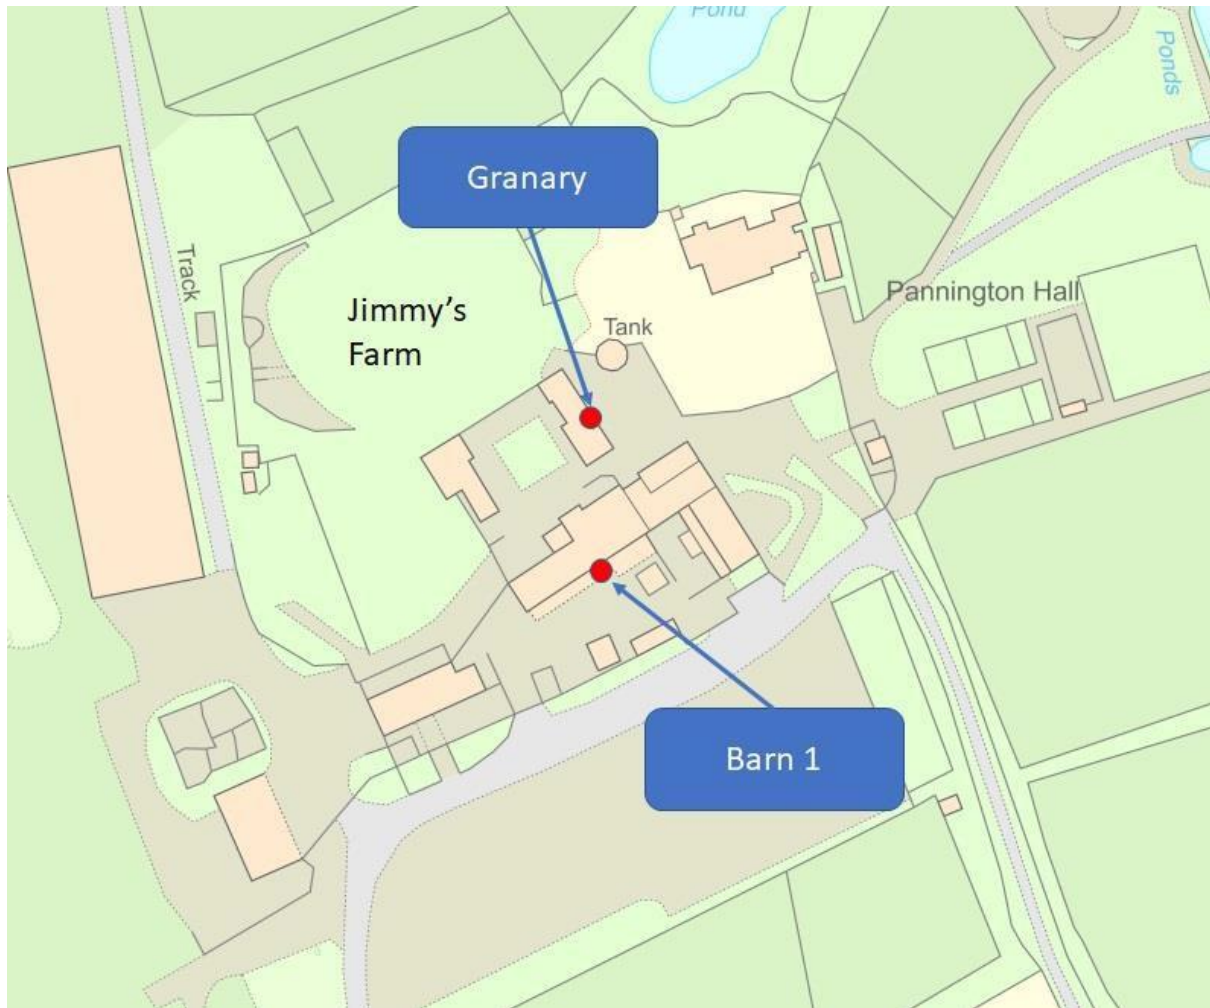 Pond
Ponds
Granary
Track
Pannington Hall
Jimmy's
Farm
Tank
Barn 1